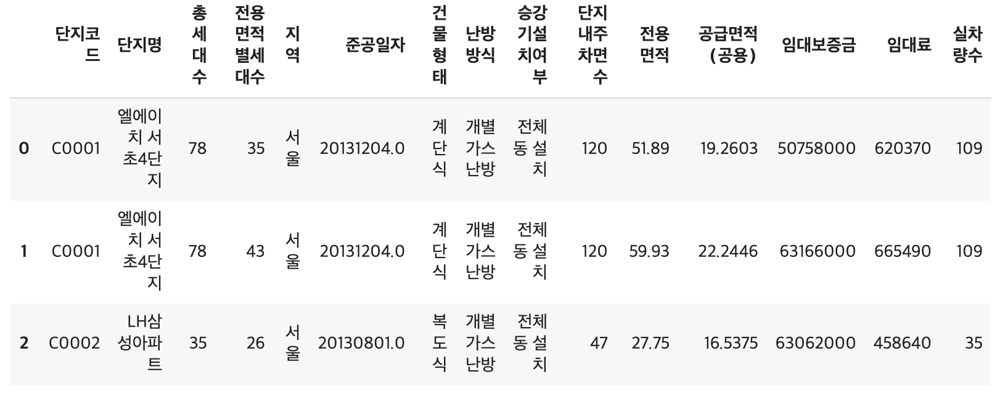 단지코드 단지명 총세대수 전용면적별세대수 지역 준공일자 건물형태 난방방식 승강기설치여부 단지내주차면수 전용면적 공급면적(공용) 임대보증금 임대료 실차량수
0 C0001 엘에이치 서초4단지 78 35 서울 20131204.0 계단식 개별가스난방 전체동 설치 120 51.89 19.2603 50758000 620370 109
1 C0001 엘에이치 서초4단지 78 43 서울 20131204.0 계단식 개별가스난방 전체동 설치 120 59.93 22.2446 63166000 665490 109
2 C0002 LH삼성아파트 35 26 서울 20130801.0 복도식 개별가스난방 전체동 설치 47 27.75 16.5375 63062000 458640 35